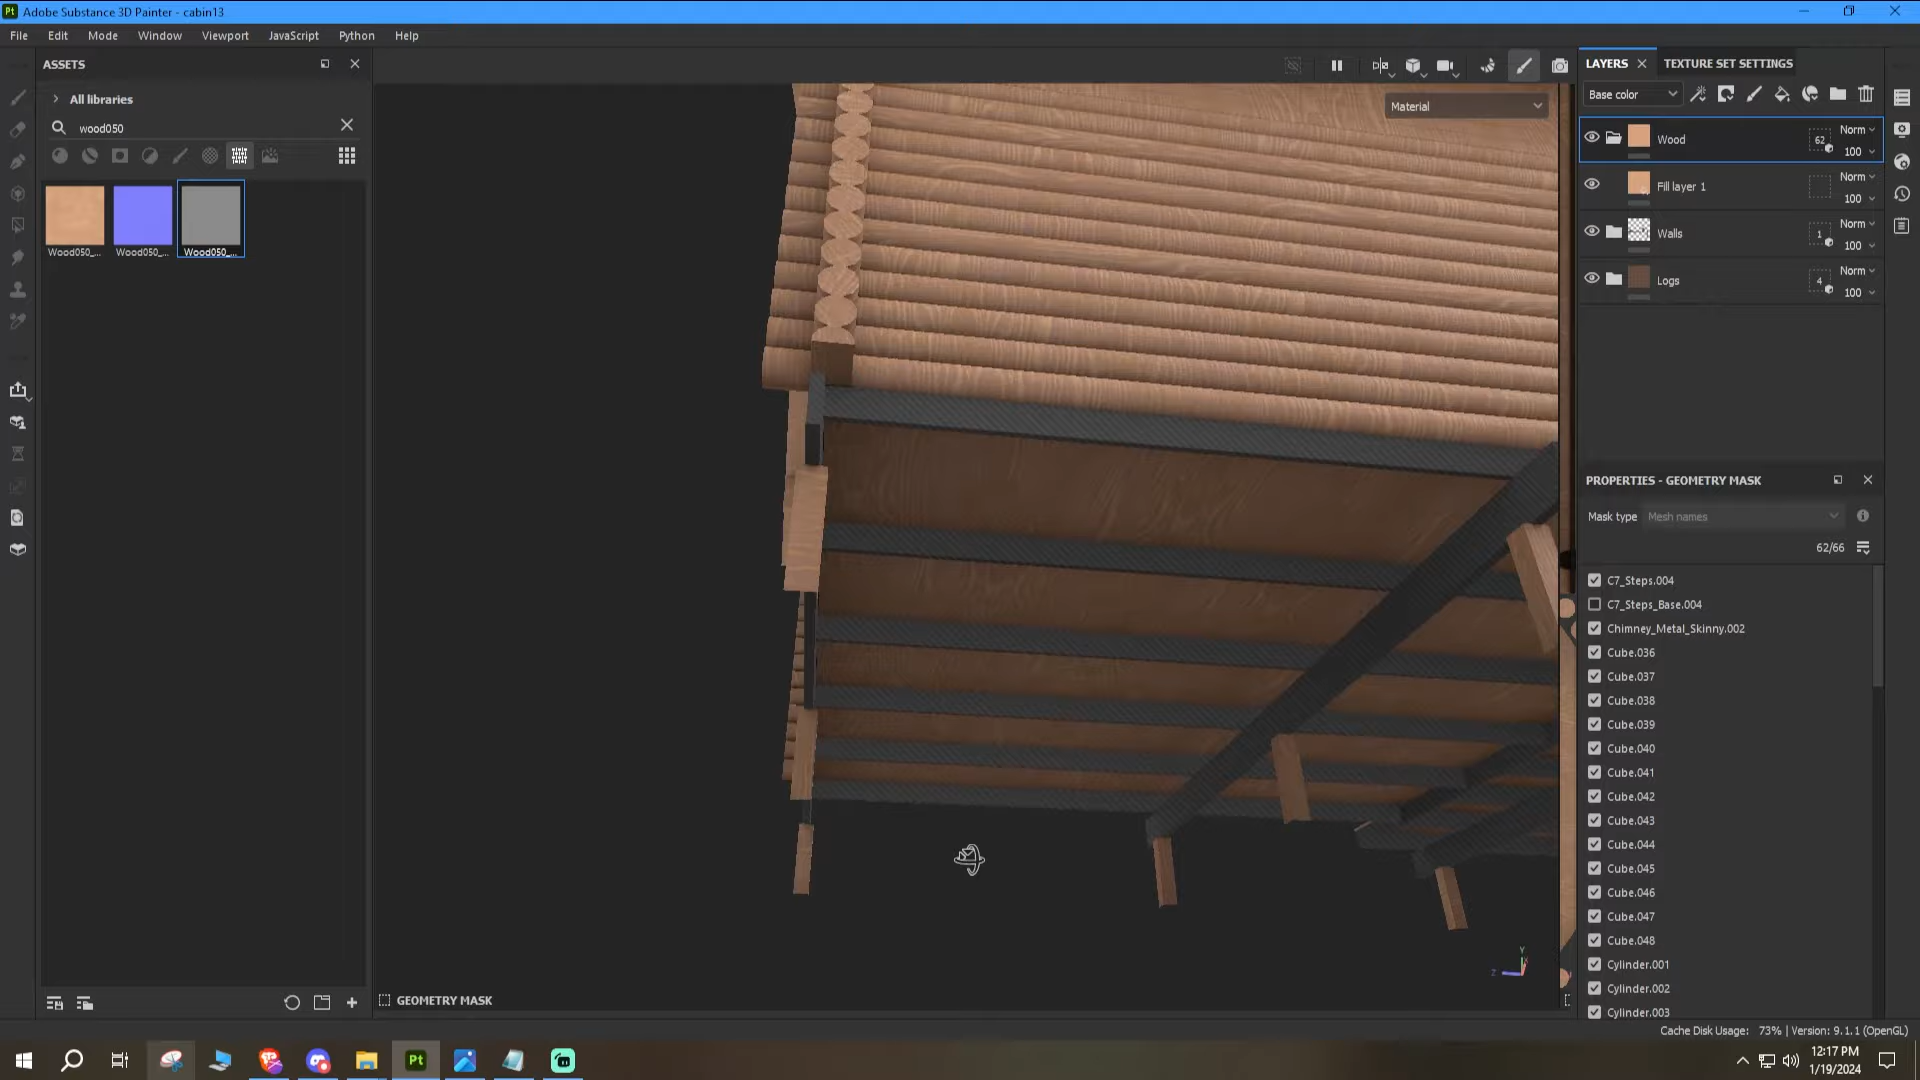 Pt Adobe Substance 3D Painter - cabin13
File Edit Mode Window Viewport JavaScript Python Help
ASSETS
All libraries
wood050
Wood050_... Wood050_... Wood050_...
Material
GEOMETRY MASK
LAYERS TEXTURE SET SETTINGS
Base color
Wood 62 Norm 100
Fill layer 1 Norm 100
Walls 1 Norm 100
Logs 4 Norm 100
PROPERTIES - GEOMETRY MASK
Mask type Mesh names
62/66
C7_Steps.004
C7_Steps_Base.004
Chimney_Metal_Skinny.002
Cube.036
Cube.037
Cube.038
Cube.039
Cube.040
Cube.041
Cube.042
Cube.043
Cube.044
Cube.045
Cube.046
Cube.047
Cube.048
Cylinder.001
Cylinder.002
Cylinder.003
Y
Z
Cache Disk Usage: 73% | Version: 9.1.1 (OpenGL)
Pt
12:17 PM
1/19/2024